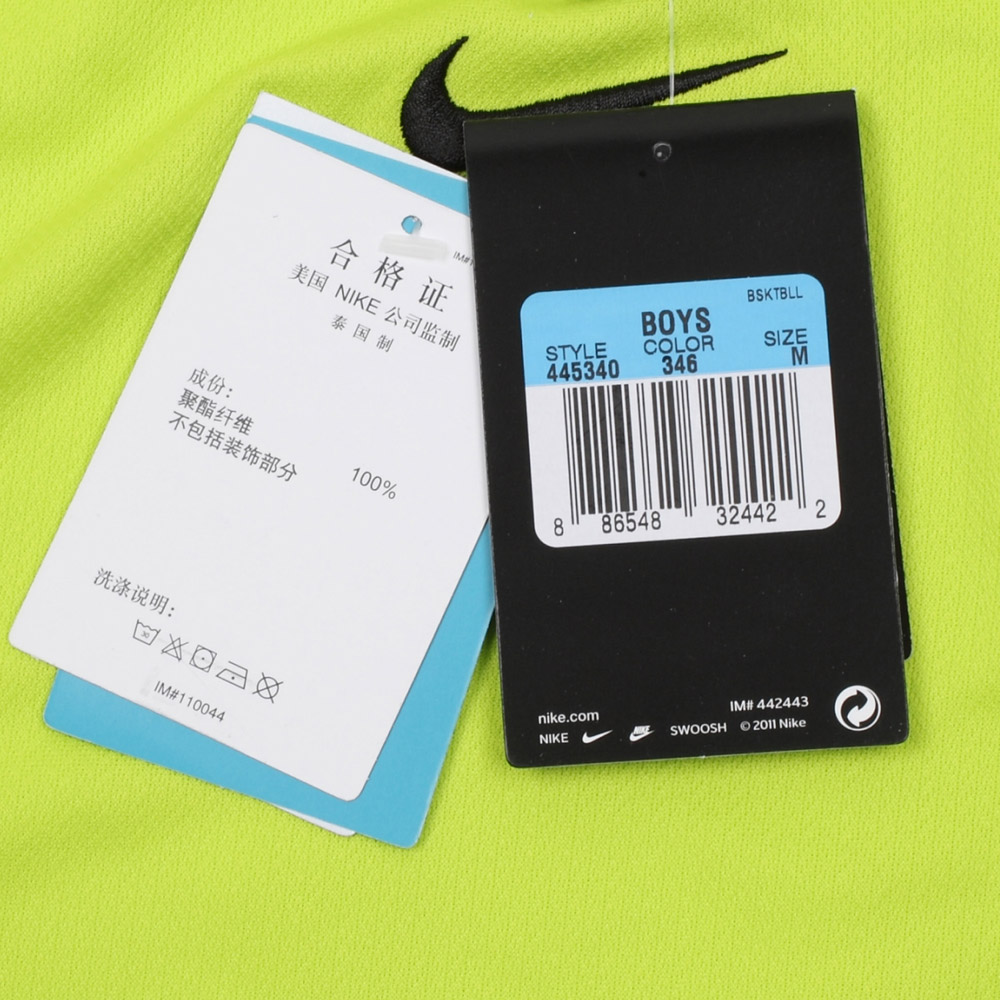 合格证
美国 NIKE 公司监制
泰国制
成份:
聚酯纤维
不包括装饰部分 100%
洗涤说明:
30
IM#110044
BSKTBLL
BOYS
STYLE COLOR SIZE
445340 346 M
8 86548 32442 2
nike.com IM# 442443
NIKE SWOOSH © 2011 Nike